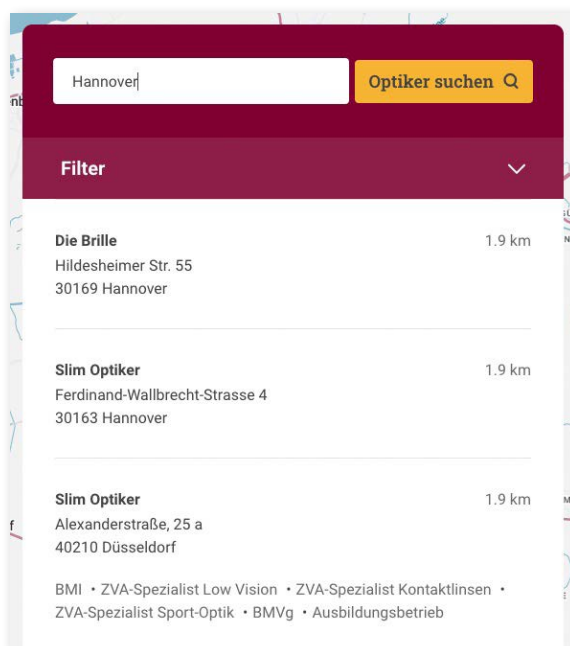 Hannover
Optiker suchen
Filter
Die Brille
1.9 km
Hildesheimer Str. 55
30169 Hannover
Slim Optiker
1.9 km
Ferdinand-Wallbrecht-Strasse 4
30163 Hannover
Slim Optiker
1.9 km
Alexanderstraße, 25 a
40210 Düsseldorf
BMI • ZVA-Spezialist Low Vision • ZVA-Spezialist Kontaktlinsen •
ZVA-Spezialist Sport-Optik • BMVg • Ausbildungsbetrieb